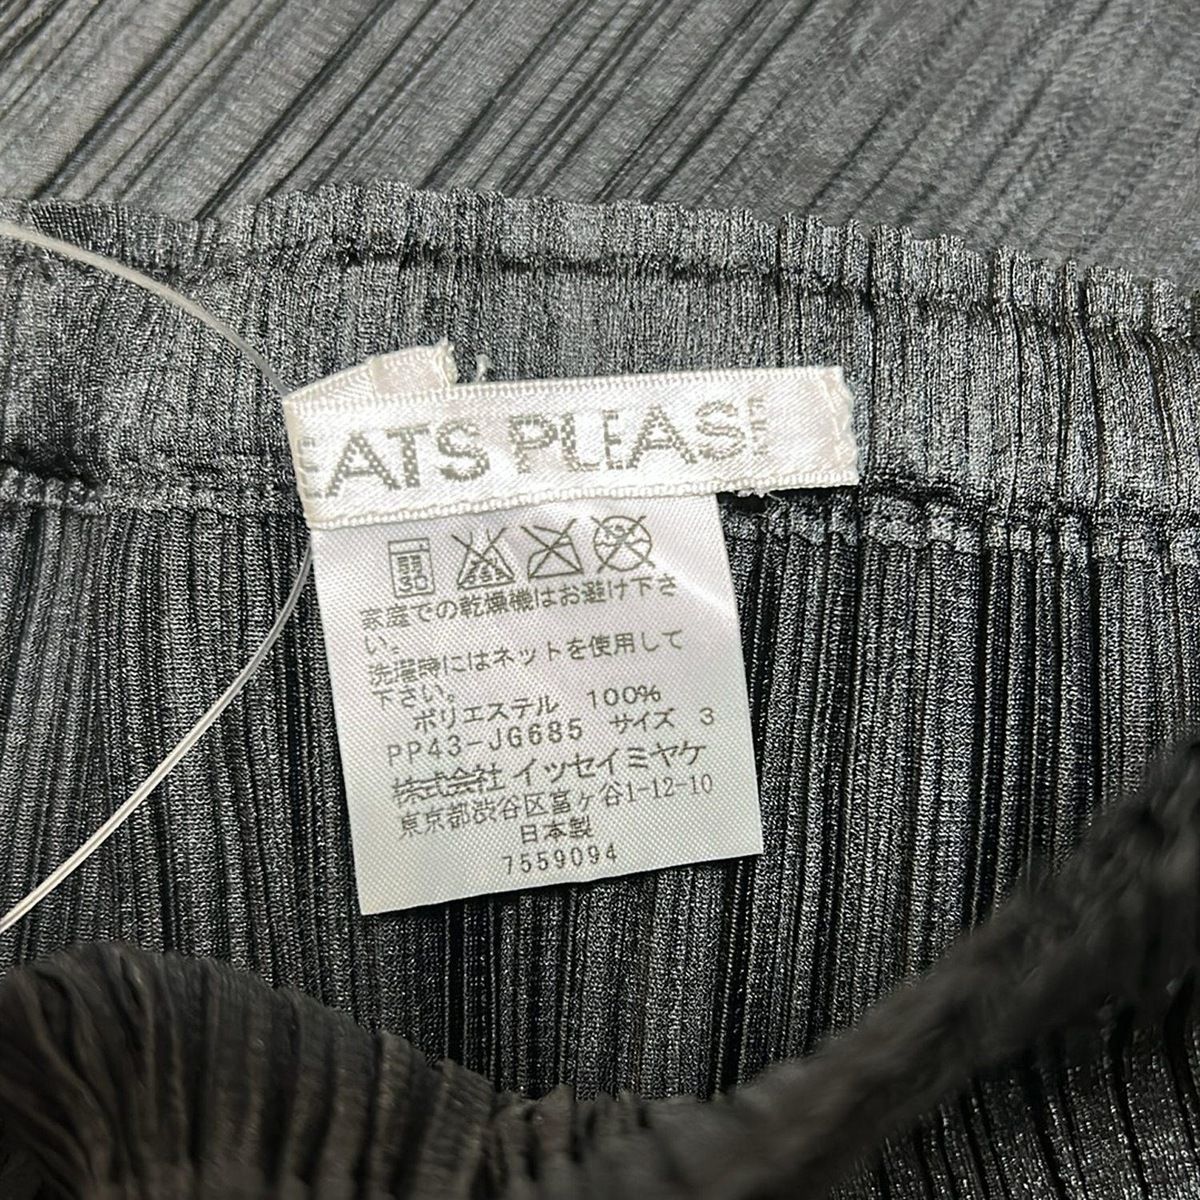 EATS PLEASE
家庭での乾燥機はお避け下さ
い。
洗濯時にはネットを使用して
下さい。
ポリエステル 100%
PP43-JG685 サイズ 3
株式会社イッセイミヤケ
東京都渋谷区富ヶ谷1-12-10
日本製
7559094